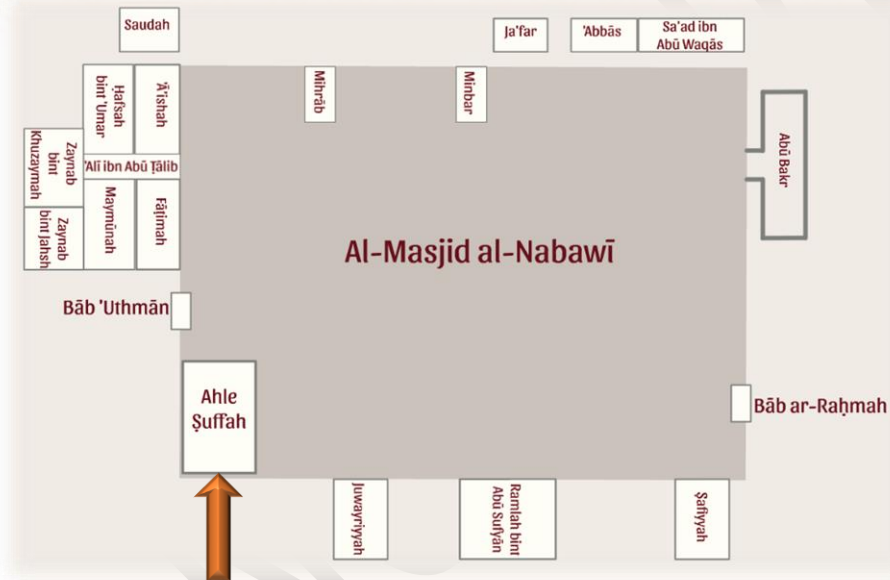 Saudah
Ja'far
'Abbās
Sa'ad ibn
Abū Waqās
Ḥafsah
bint 'Umar
'Ā'ishah
Mihrāb
Minbar
Abū Bakr
Zaynab
bint
Khuzaymah
'Alī ibn Abū Ṭālib
Zaynab
bint Jahsh
Maymūnah
Fāṭimah
Al-Masjid al-Nabawī
Bāb 'Uthmān
Ahle
Ṣuffah
Bāb ar-Raḥmah
Juwayriyyah
Ramlah bint
Abū Sufyān
Ṣafiyyah